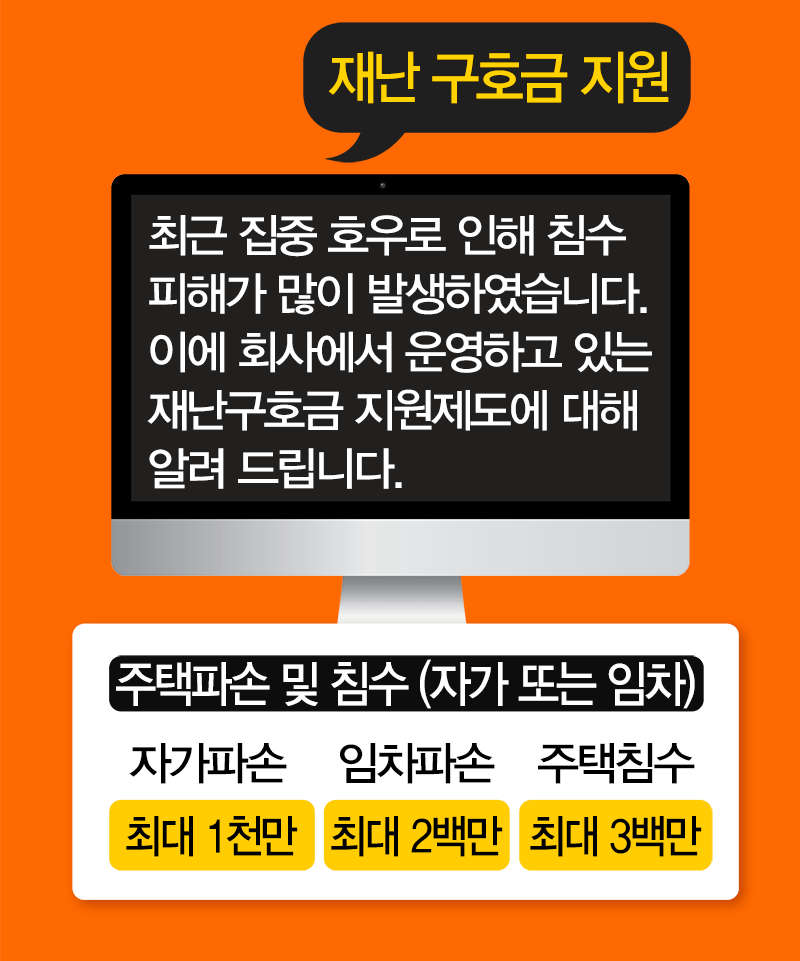 재난 구호금 지원
최근 집중 호우로 인해 침수
피해가 많이 발생하였습니다.
이에 회사에서 운영하고 있는
재난구호금 지원제도에 대해
알려 드립니다.
주택파손 및 침수 (자가 또는 임차)
자가파손 임차파손 주택침수
최대 1천만 최대 2백만 최대 3백만